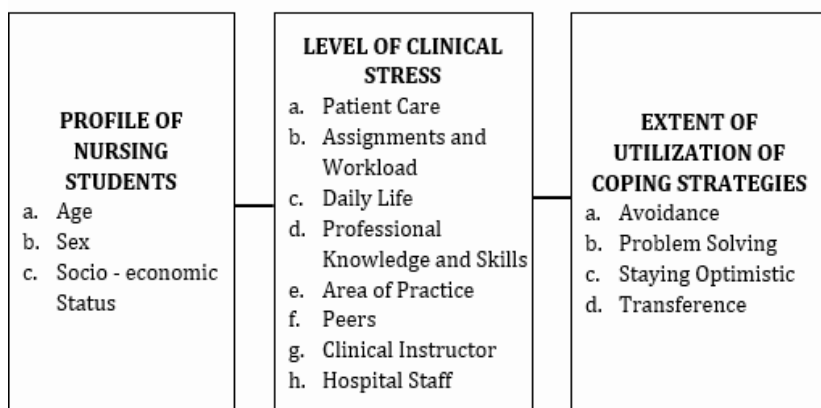 PROFILE OF
NURSING
STUDENTS
a. Age
b. Sex
c. Socio - economic
Status
LEVEL OF CLINICAL
STRESS
a. Patient Care
b. Assignments and
Workload
c. Daily Life
d. Professional
Knowledge and Skills
e. Area of Practice
f. Peers
g. Clinical Instructor
h. Hospital Staff
EXTENT OF
UTILIZATION OF
COPING STRATEGIES
a. Avoidance
b. Problem Solving
c. Staying Optimistic
d. Transference